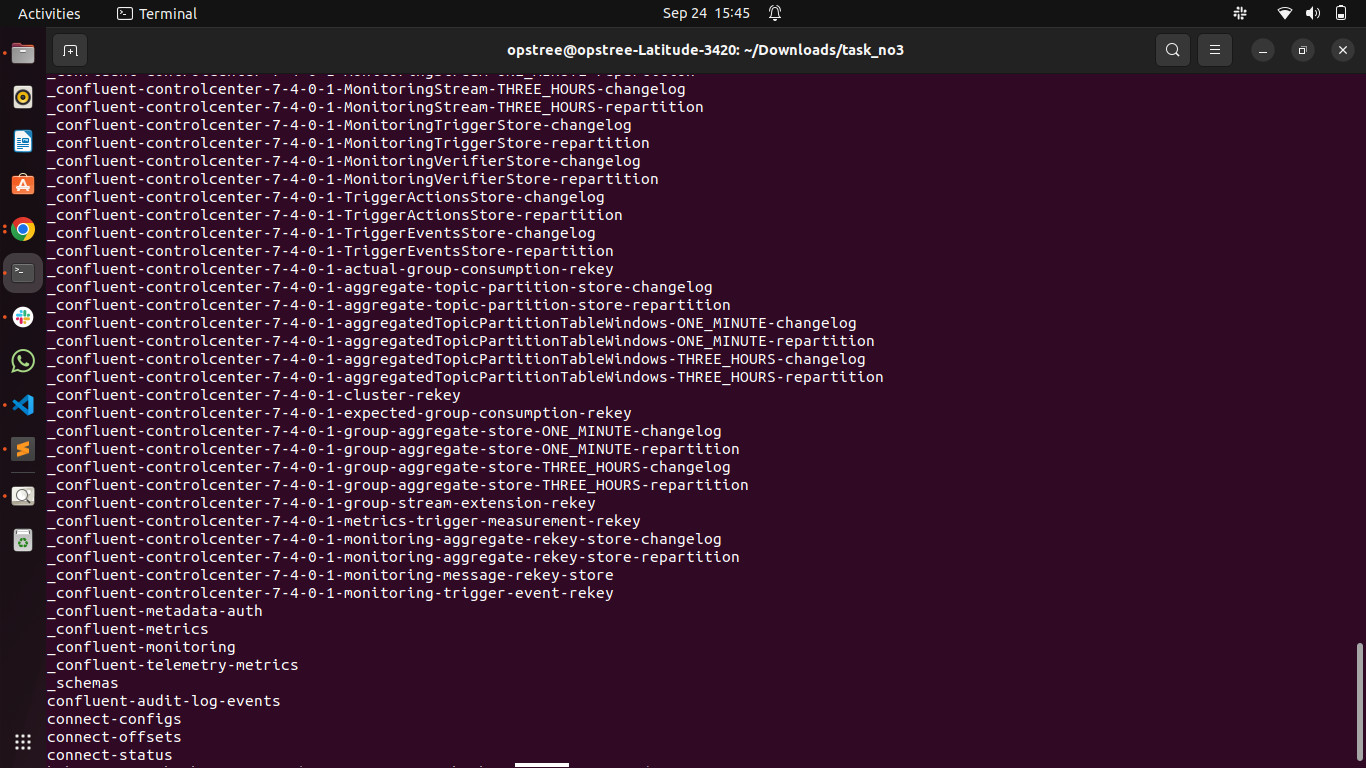 Activities
Terminal
Sep 24 15:45
opstree@opstree-Latitude-3420: ~/Downloads/task_no3
_confluent-controlcenter-7-4-0-1-MonitoringStream-ONE_MINUTE-repartition
_confluent-controlcenter-7-4-0-1-MonitoringStream-THREE_HOURS-changelog
_confluent-controlcenter-7-4-0-1-MonitoringStream-THREE_HOURS-repartition
_confluent-controlcenter-7-4-0-1-MonitoringTriggerStore-changelog
_confluent-controlcenter-7-4-0-1-MonitoringTriggerStore-repartition
_confluent-controlcenter-7-4-0-1-MonitoringVerifierStore-changelog
_confluent-controlcenter-7-4-0-1-MonitoringVerifierStore-repartition
_confluent-controlcenter-7-4-0-1-TriggerActionsStore-changelog
_confluent-controlcenter-7-4-0-1-TriggerActionsStore-repartition
_confluent-controlcenter-7-4-0-1-TriggerEventsStore-changelog
_confluent-controlcenter-7-4-0-1-TriggerEventsStore-repartition
_confluent-controlcenter-7-4-0-1-actual-group-consumption-rekey
_confluent-controlcenter-7-4-0-1-aggregate-topic-partition-store-changelog
_confluent-controlcenter-7-4-0-1-aggregate-topic-partition-store-repartition
_confluent-controlcenter-7-4-0-1-aggregatedTopicPartitionTableWindows-ONE_MINUTE-changelog
_confluent-controlcenter-7-4-0-1-aggregatedTopicPartitionTableWindows-ONE_MINUTE-repartition
_confluent-controlcenter-7-4-0-1-aggregatedTopicPartitionTableWindows-THREE_HOURS-changelog
_confluent-controlcenter-7-4-0-1-aggregatedTopicPartitionTableWindows-THREE_HOURS-repartition
_confluent-controlcenter-7-4-0-1-cluster-rekey
_confluent-controlcenter-7-4-0-1-expected-group-consumption-rekey
_confluent-controlcenter-7-4-0-1-group-aggregate-store-ONE_MINUTE-changelog
_confluent-controlcenter-7-4-0-1-group-aggregate-store-ONE_MINUTE-repartition
_confluent-controlcenter-7-4-0-1-group-aggregate-store-THREE_HOURS-changelog
_confluent-controlcenter-7-4-0-1-group-aggregate-store-THREE_HOURS-repartition
_confluent-controlcenter-7-4-0-1-group-stream-extension-rekey
_confluent-controlcenter-7-4-0-1-metrics-trigger-measurement-rekey
_confluent-controlcenter-7-4-0-1-monitoring-aggregate-rekey-store-changelog
_confluent-controlcenter-7-4-0-1-monitoring-aggregate-rekey-store-repartition
_confluent-controlcenter-7-4-0-1-monitoring-message-rekey-store
_confluent-controlcenter-7-4-0-1-monitoring-trigger-event-rekey
_confluent-metadata-auth
_confluent-metrics
_confluent-monitoring
_confluent-telemetry-metrics
_schemas
confluent-audit-log-events
connect-configs
connect-offsets
connect-status